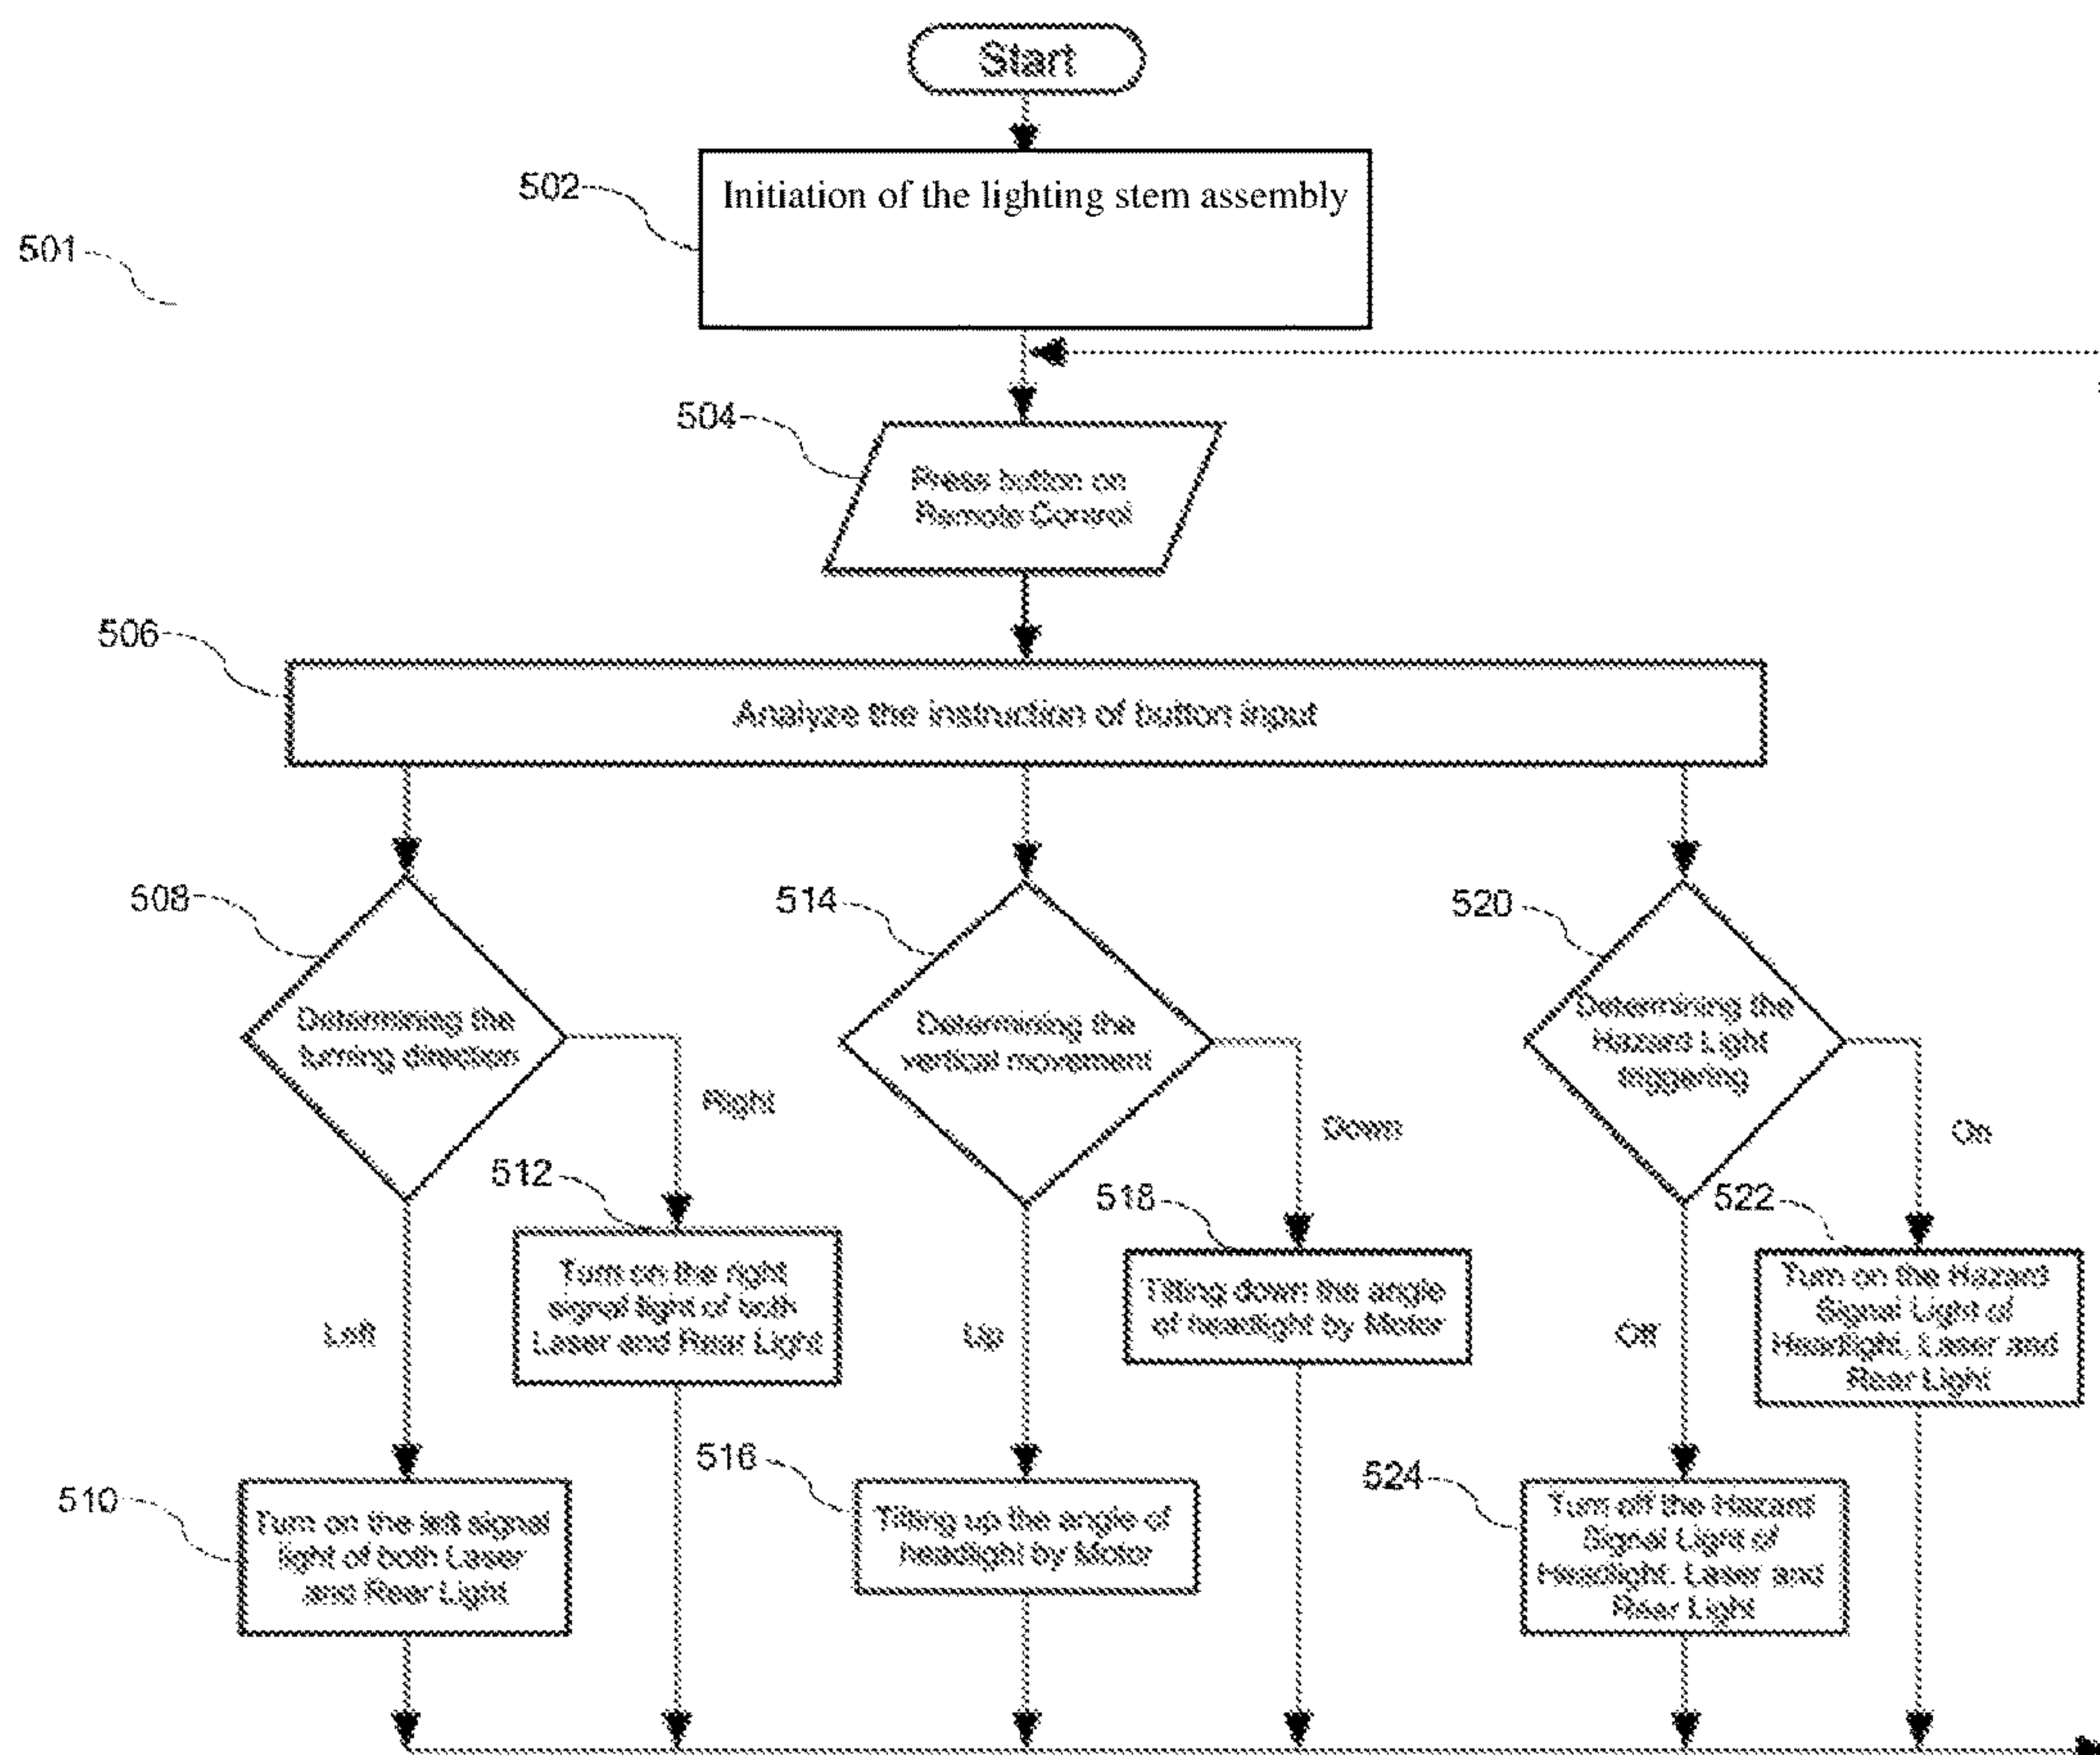 Start
502
Initiation of the lighting stem assembly
501
504
Press button on
Remote Control
506
Analyze the instruction of button input
508
Determining the
turning direction
Right
514
Determining the
vertical movement
Down
520
Determining the
Hazard Light
triggering
On
512
Turn on the right
signal light of both
Laser and Rear Light
518
Tilting down the angle
of headlight by Motor
522
Turn on the Hazard
Signal Light of
Headlight, Laser and
Rear Light
Left
Up
Off
510
Turn on the left signal
light of both Laser
and Rear Light
516
Tilting up the angle of
headlight by Motor
524
Turn off the Hazard
Signal Light of
Headlight, Laser and
Rear Light